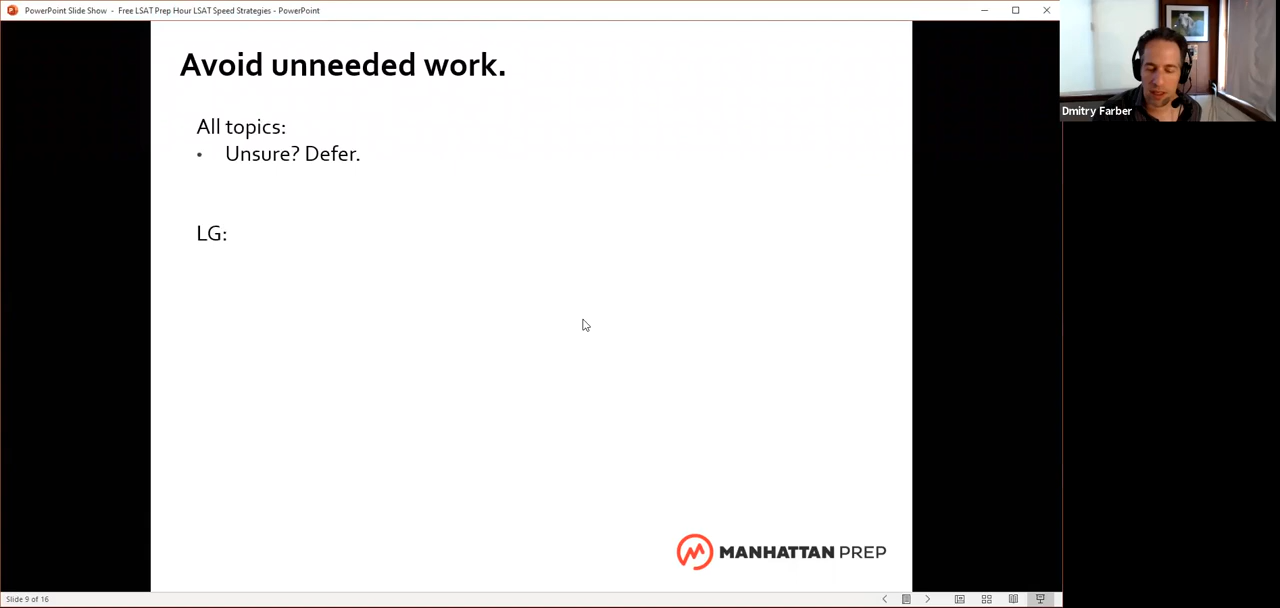 PowerPoint Slide Show - Free LSAT Prep Hour LSAT Speed Strategies - PowerPoint
Avoid unneeded work.
Dmitry Farber
All topics:
• Unsure? Defer.
LG:
MANHATTAN PREP
Slide 9 of 16